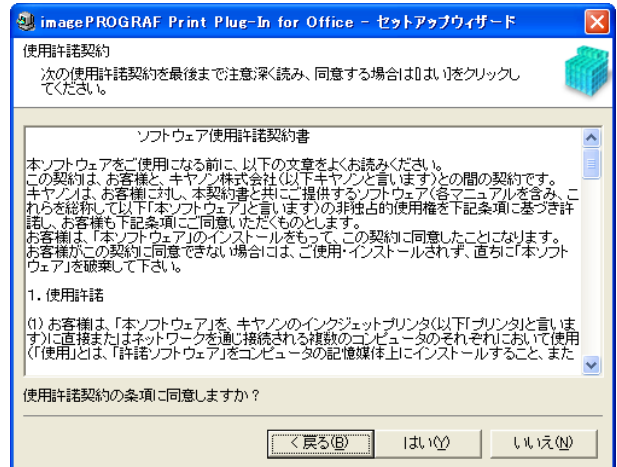 imagePROGRAF Print Plug-In for Office - セットアップウィザード
使用許諾契約
次の使用許諾契約を最後まで注意深く読み、同意する場合は[はい]をクリックし
てください。
ソフトウェア使用許諾契約書
本ソフトウェアをご使用になる前に、以下の文章をよくお読みください。
この契約は、お客様と、キヤノン株式会社(以下キヤノンと言います)との間の契約です。
キヤノンは、お客様に対し、本契約書と共にご提供するソフトウェア(各マニュアルを含み、こ
れらを総称して以下「本ソフトウェア」と言います)の非独占的使用権を下記条項に基づき許
諾し、お客様も下記条項にご同意いただくものとします。
お客様は、「本ソフトウェア」のインストールをもって、この契約に同意したことになります。
お客様がこの契約に同意できない場合には、ご使用・インストールされず、直ちに「本ソフト
ウェア」を破棄して下さい。
1. 使用許諾
(1) お客様は、「本ソフトウェア」を、キヤノンのインクジェットプリンタ(以下「プリンタ」と言いま
す)に直接またはネットワークを通じ接続される複数のコンピュータのそれぞれにおいて使用
(「使用」とは、「許諾ソフトウェア」をコンピュータの記憶媒体上にインストールすること、また
使用許諾契約の条項に同意しますか?
< 戻る(B)
はい(Y)
いいえ(N)